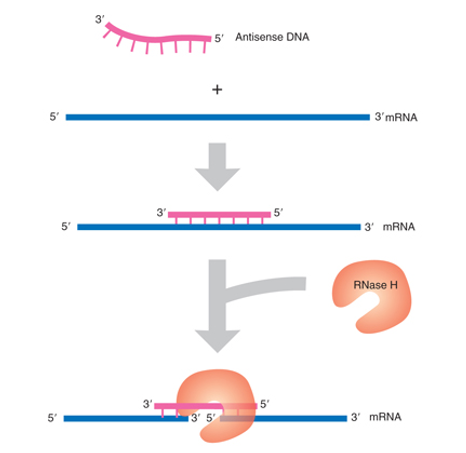 3′
5′ Antisense DNA
+
5′ 3′ mRNA
3′ 5′
5′ 3′ mRNA
RNase H
3′ 5′
5′ 3′ 5′ 3′ mRNA